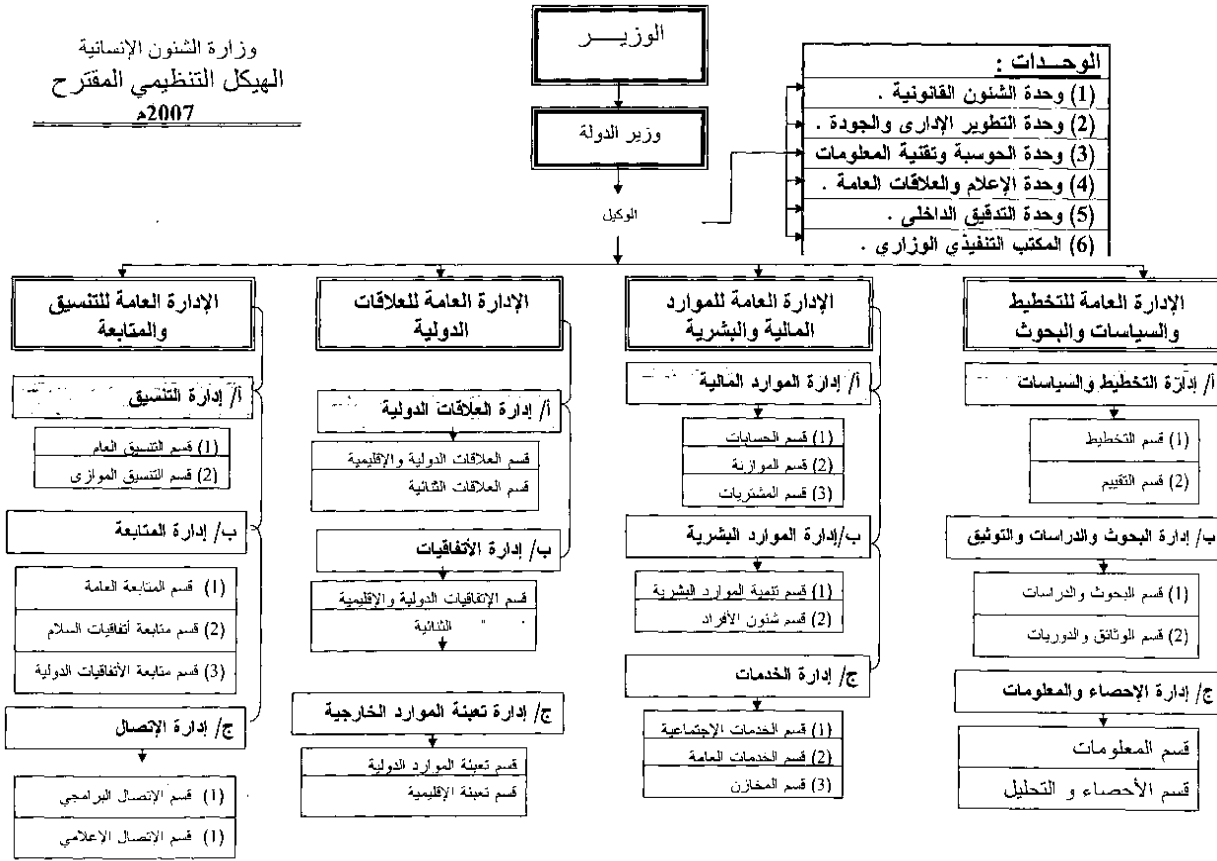 وزارة الشئون الإنسانية
الهيكل التنظيمي المقترح
2007م
الوزيـــر
وزير الدولة
الوكيل
الوحـدات :
(1) وحدة الشئون القانونية .
(2) وحدة التطوير الإدارى والجودة .
(3) وحدة الحوسبة وتقنية المعلومات
(4) وحدة الإعلام والعلاقات العامة .
(5) وحدة التدقيق الداخلى .
(6) المكتب التنفيذي الوزاري .
الإدارة العامة للتخطيط
والسياسات والبحوث
أ/ إدارة التخطيط والسياسات
(1) قسم التخطيط
(2) قسم التقييم
ب/ إدارة البحوث والدراسات والتوثيق
(1) قسم البحوث والدراسات
(2) قسم الوثائق والدوريات
ج/ إدارة الإحصاء والمعلومات
قسم المعلومات
قسم الأحصاء و التحليل
الإدارة العامة للموارد
المالية والبشرية
أ/ إدارة الموارد المالية
(1) قسم الحسابات
(2) قسم الموازنة
(3) قسم المشتريات
ب/إدارة الموارد البشرية
(1) قسم تنمية الموارد البشرية
(2) قسم شئون الأفراد
ج/ إدارة الخدمات
(1) قسم الخدمات الإجتماعية
(2) قسم الخدمات العامة
(3) قسم المخازن
الإدارة العامة للعلاقات
الدولية
أ/ إدارة العلاقات الدولية
قسم العلاقات الدولية والإقليمية
قسم العلاقات الثنائية
ب/ إدارة الأتفاقيات
قسم الإتفاقيات الدولية والإقليمية
" الثنائية
ج/ إدارة تعبئة الموارد الخارجية
قسم تعبئة الموارد الدولية
قسم تعبئة الإقليمية
الإدارة العامة للتنسيق
والمتابعة
أ/ إدارة التنسيق
(1) قسم التنسيق العام
(2) قسم التنسيق الموازى
ب/ إدارة المتابعة
(1) قسم المتابعة العامة
(2) قسم متابعة أتفاقيات السلام
(3) قسم متابعة الأتفاقيات الدولية
ج/ إدارة الإتصال
(1) قسم الإتصال البرامجي
(1) قسم الإتصال الإعلامي